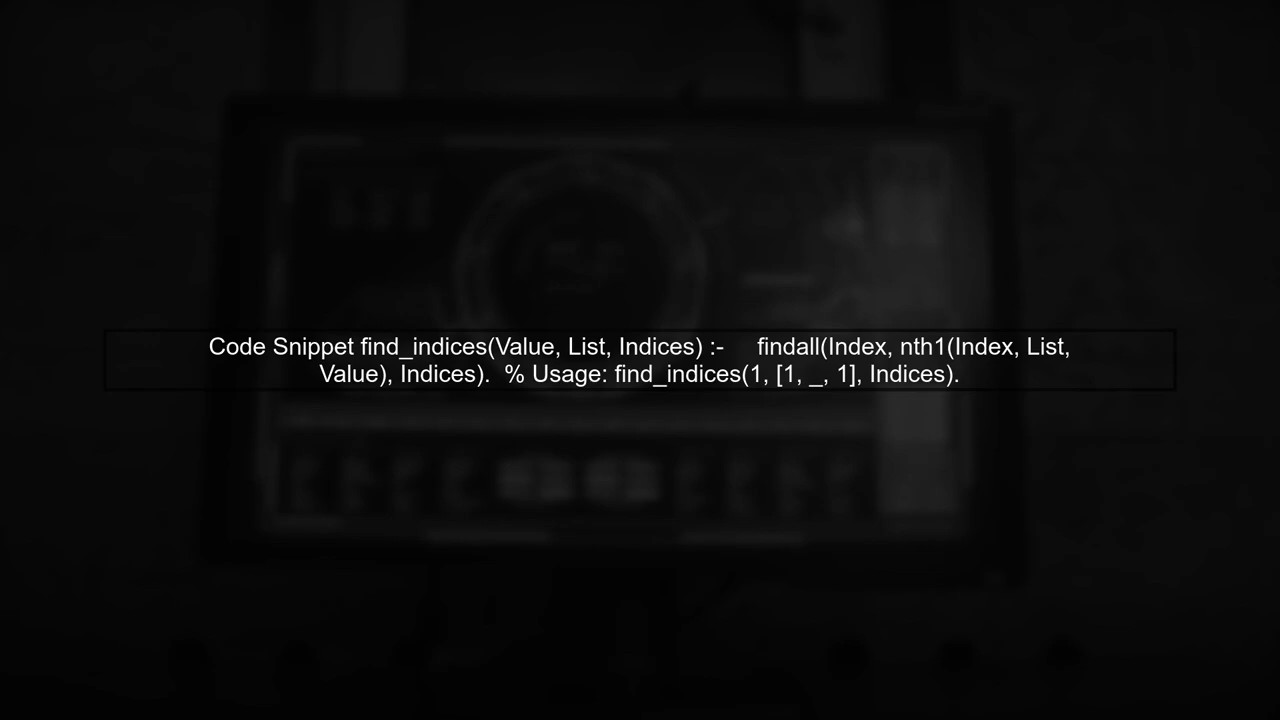 Code Snippet find_indices(Value, List, Indices) :-     findall(Index, nth1(Index, List,
Value), Indices).  % Usage: find_indices(1, [1, _, 1], Indices).